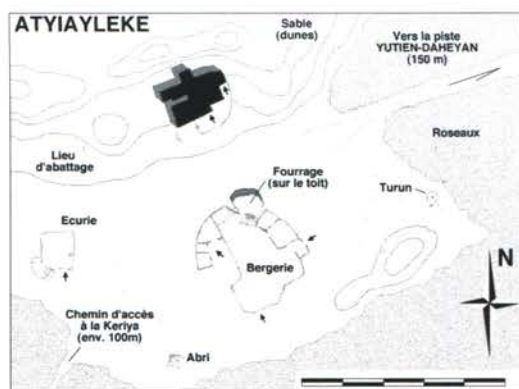 ATYIAYLEKE
Sable
(dunes)
Vers la piste
YUTIEN-DAHEYAN
(150 m)
Roseaux
Lieu
d'abattage
Fourrage
(sur le toit)
Turun
Ecurie
Bergerie
N
Chemin d'accès
à la Keriya
(env. 100m)
Abri